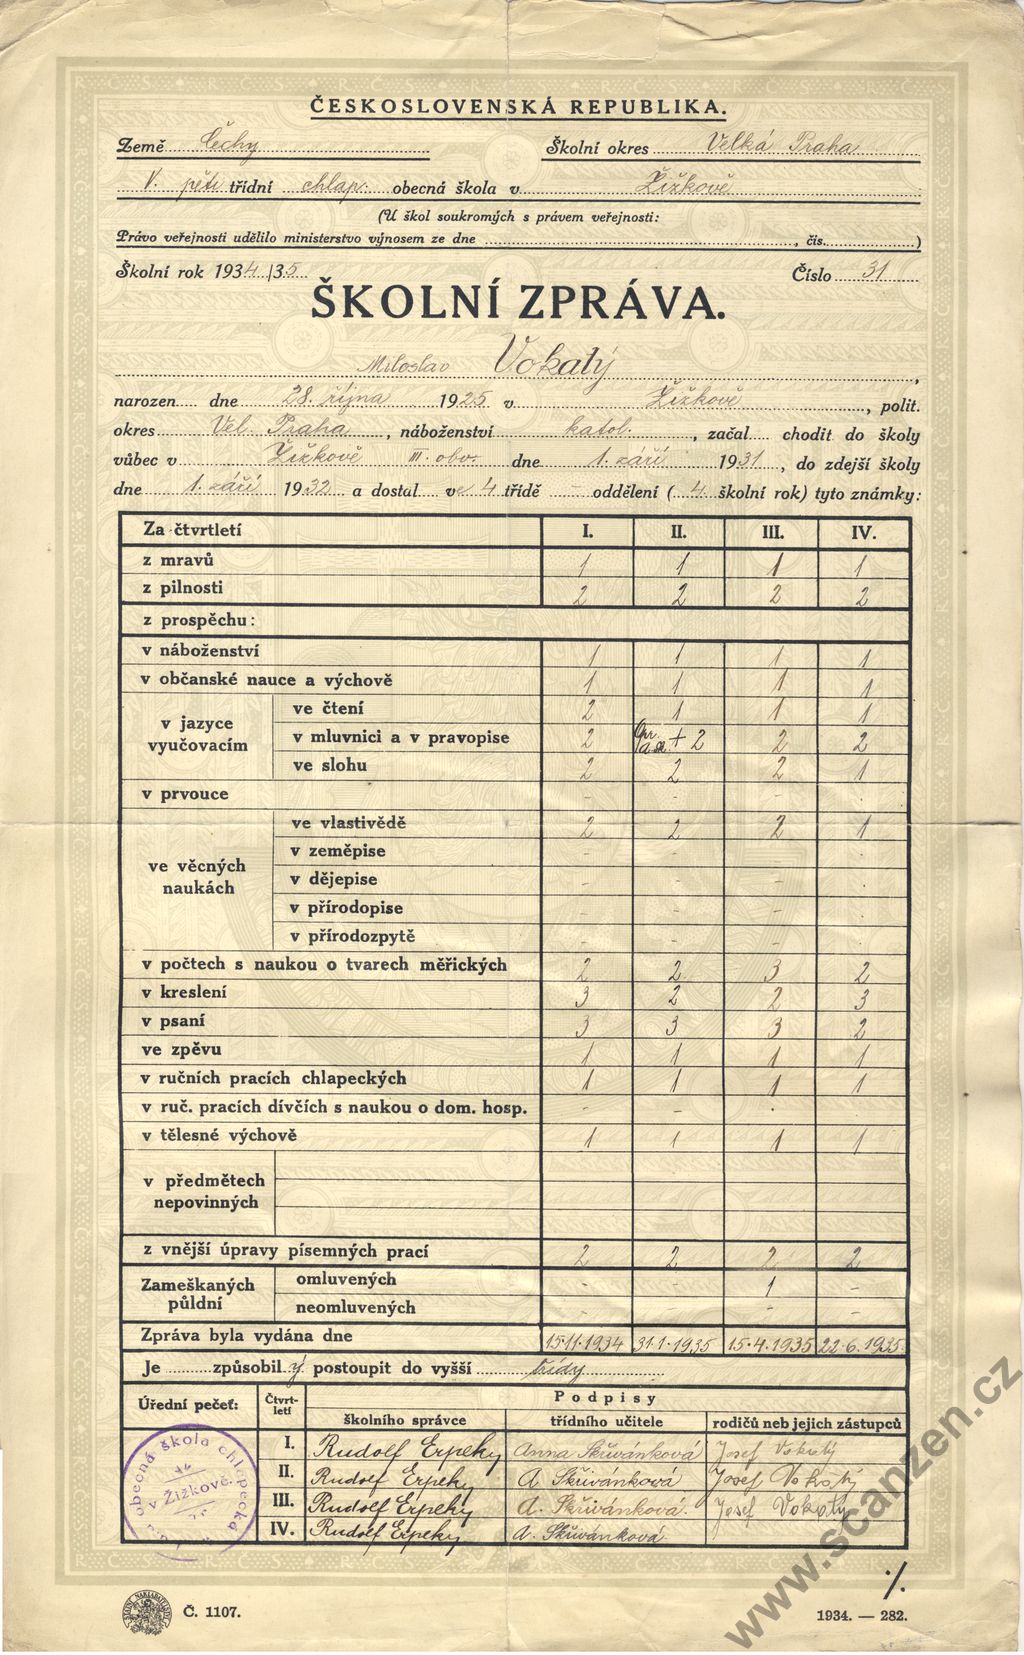 ČESKOSLOVENSKÁ REPUBLIKA.
Země Čechy Školní okres Velká Praha
V. pěti třídní chlap. obecná škola v Žižkově
(U škol soukromých s právem veřejnosti:
Právo veřejnosti udělilo ministerstvo výnosem ze dne , čís. )
Školní rok 1934/35 Číslo 31
ŠKOLNÍ ZPRÁVA.
Miloslav Vokatý ,
narozen dne 28. října 1925 v Žižkově , polit.
okres Vel. Praha , náboženství katol. , začal chodit do školy
vůbec v Žižkově III. obv. dne 1. září 1931, do zdejší školy
dne 1. září 1932 a dostal ve 4 třídě oddělení (4. školní rok) tyto známky:
Za čtvrtletí I. II. III. IV.
z mravů 1 1 1 1
z pilnosti 2 2 2 2
z prospěchu:
v náboženství 1 1 1 1
v občanské nauce a výchově 1 1 1 1
v jazyce vyučovacím
ve čtení 2 1 1 1
v mluvnici a v pravopise 2 + 2 2 2
ve slohu 2 2 2 1
v prvouce - - - .
ve věcných naukách
ve vlastivědě 2 2 2 1
v zeměpise - - - .
v dějepise - - - .
v přírodopise - - - .
v přírodozpytě - - - .
v počtech s naukou o tvarech měřických 2 2 3 2
v kreslení 3 2 2 3
v psaní 3 3 3 2
ve zpěvu 1 1 1 1
v ručních pracích chlapeckých 1 1 1 1
v ruč. pracích dívčích s naukou o dom. hosp. - - . -
v tělesné výchově 1 1 1 1
v předmětech nepovinných
z vnější úpravy písemných prací 2 2 2 2
Zameškaných půldní
omluvených - - 1 -
neomluvených - - - -
Zpráva byla vydána dne 15·11·1934 31·1·1935 15·4·1935 22·6·1935.
Je způsobilý postoupit do vyšší třídy
Úřední pečeť: Čtvrtletí Podpisy
školního správce třídního učitele rodičů neb jejich zástupců
I. Rudolf Erpeky Anna Skřivánková Josef Vokatý
II. Rudolf Erpeky A. Skřivánková Josef Vokatý
III. Rudolf Erpeky A. Skřivánková. Josef Vokatý
IV. Rudolf Erpeky A. Skřivánková
obecná škola chlapecká
v Žižkově.
·/.
Č. 1107.
1934. — 282.
www.scanzen.cz